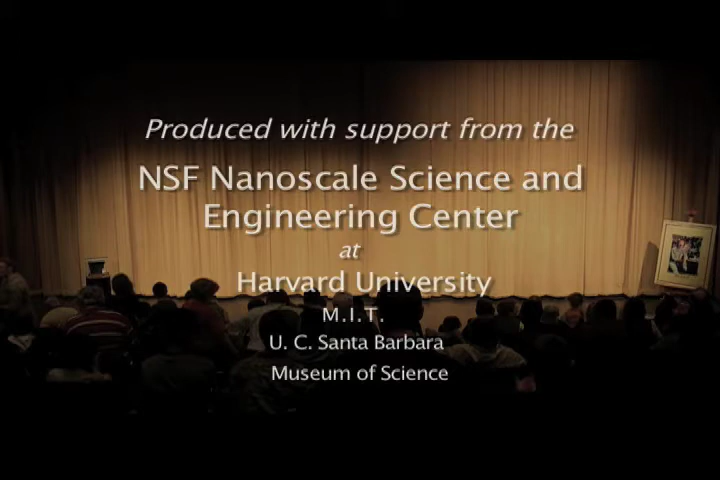 Produced with support from the
NSF Nanoscale Science and
Engineering Center
at
Harvard University
M.I.T.
U. C. Santa Barbara
Museum of Science